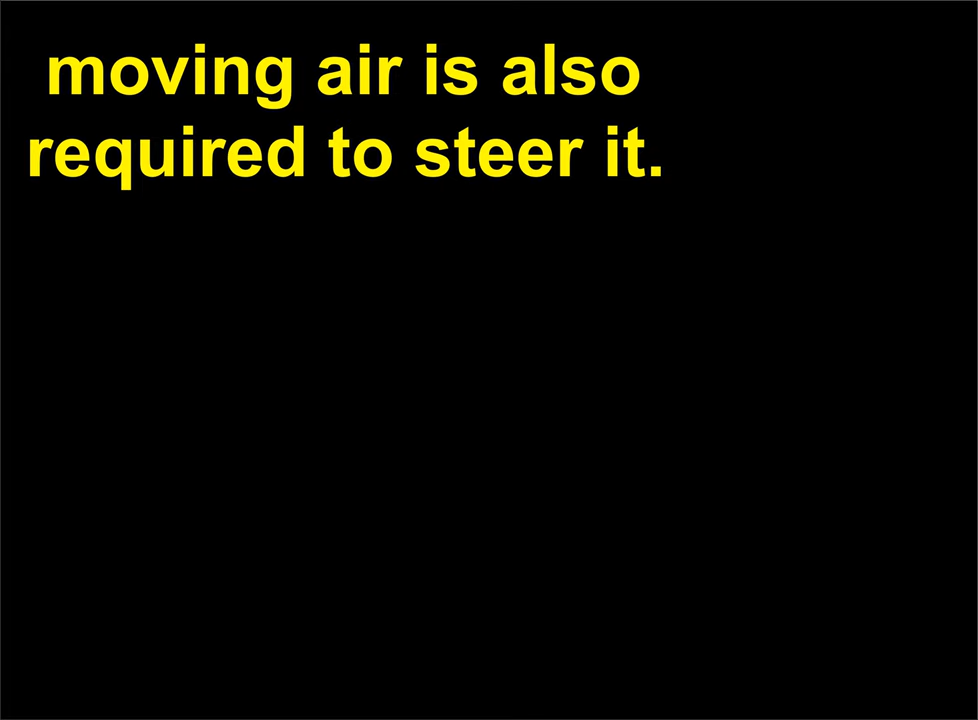 moving air is also
required to steer it.